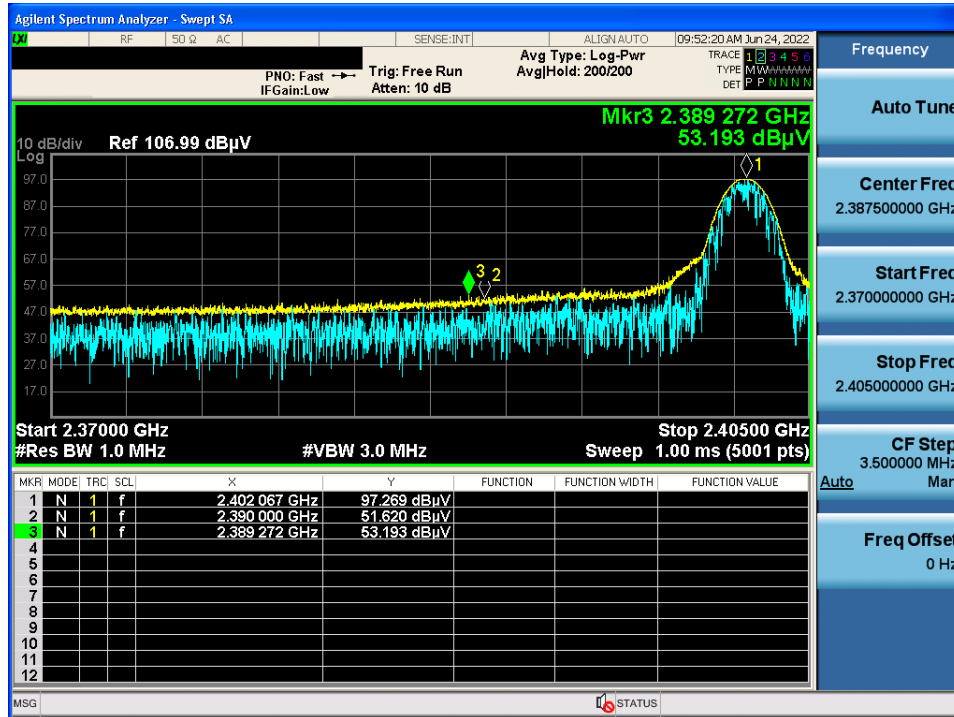 Agilent Spectrum Analyzer - Swept SA
LXI RF 50 Ω AC SENSE:INT ALIGN AUTO 09:52:20 AM Jun 24, 2022
Frequency
Avg Type: Log-Pwr TRACE 1 2 3 4 5 6
PNO: Fast Trig: Free Run Avg|Hold: 200/200 TYPE M W W W W W
IFGain:Low Atten: 10 dB DET P P N N N N
Auto Tune
Mkr3 2.389 272 GHz
10 dB/div Ref 106.99 dBµV 53.193 dBµV
Log
1
97.0
87.0
77.0
67.0
57.0
3 2
47.0
37.0
27.0
17.0
Center Freq
2.387500000 GHz
Start Freq
2.370000000 GHz
Stop Freq
2.405000000 GHz
Start 2.37000 GHz Stop 2.40500 GHz
#Res BW 1.0 MHz #VBW 3.0 MHz Sweep 1.00 ms (5001 pts)
CF Step
3.500000 MHz
Auto Man
MKR MODE TRC SCL X Y FUNCTION FUNCTION WIDTH FUNCTION VALUE
1 N 1 f 2.402 067 GHz 97.269 dBµV
2 N 1 f 2.390 000 GHz 51.620 dBµV
3 N 1 f 2.389 272 GHz 53.193 dBµV
4
5
6
7
8
9
10
11
12
Freq Offset
0 Hz
MSG STATUS